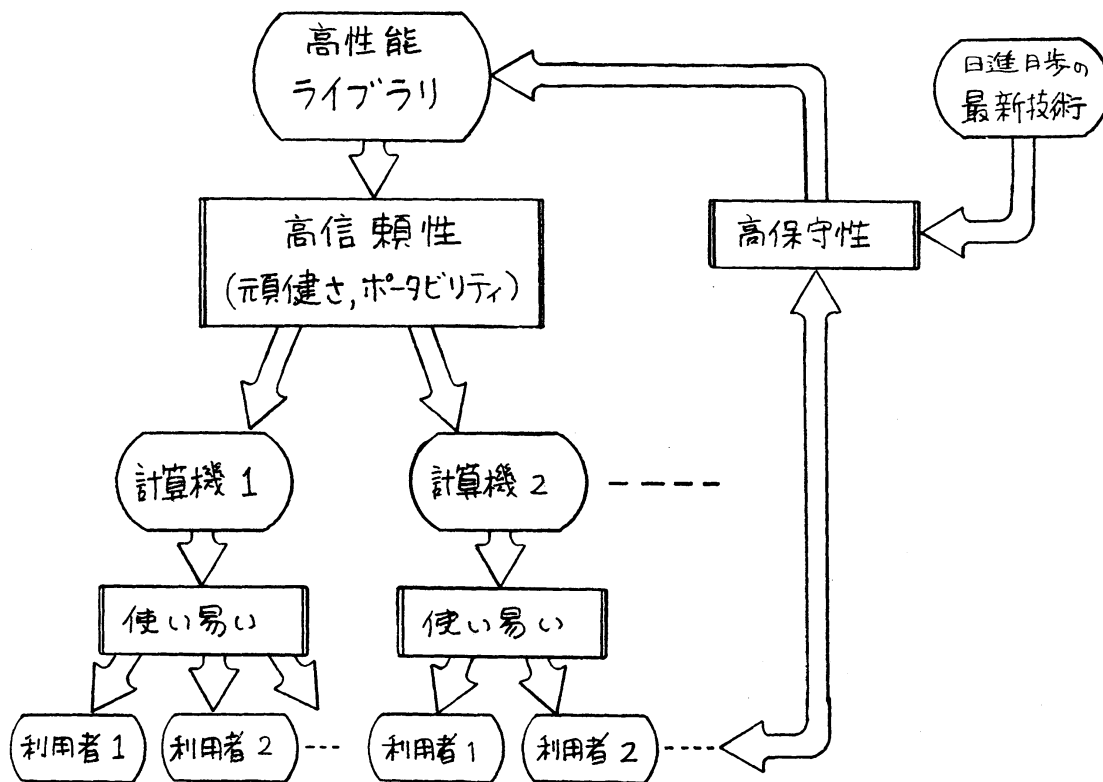 高性能
ライブラリ
日進月歩の
最新技術
高信頼性
(頑健さ,ポータビリティ)
高保守性
計算機 1
計算機 2
使い易い
使い易い
利用者 1
利用者 2
利用者 1
利用者 2